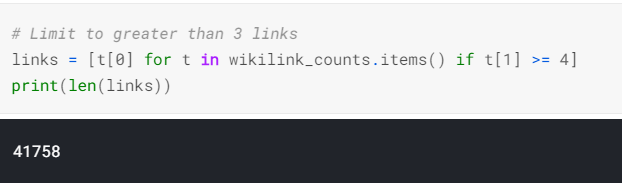 # Limit to greater than 3 links
links = [t[0] for t in wikilink_counts.items() if t[1] >= 4]
print(len(links))
41758